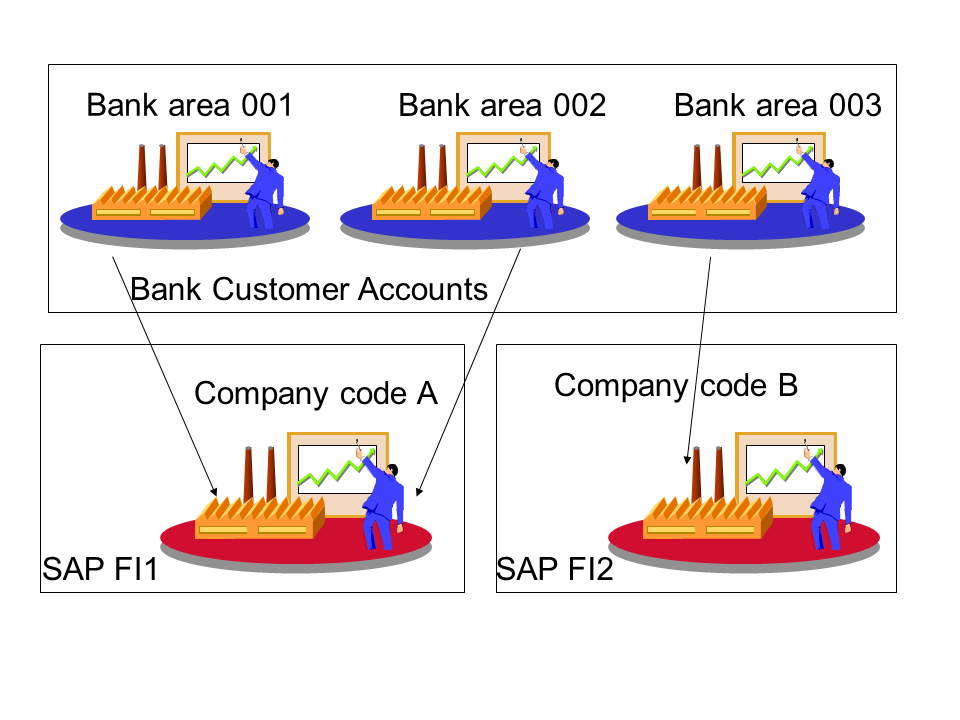 Bank area 001
Bank area 002
Bank area 003
Bank Customer Accounts
Company code A
Company code B
SAP FI1
SAP FI2